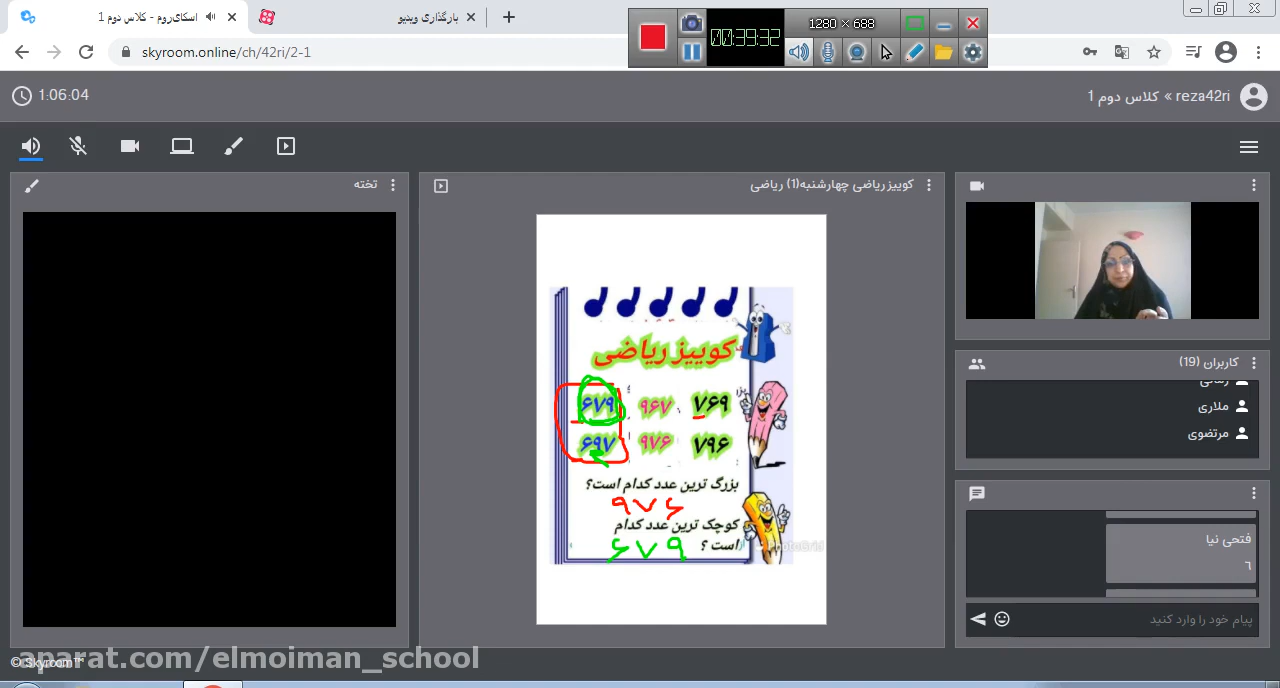 اسکای‌روم - کلاس دوم 1
بارگذاری ویدیو
skyroom.online/ch/42ri/2-1
00:39:32
1280 × 688
1:06:04
reza42ri » کلاس دوم 1
تخته
کوییز ریاضی چهارشنبه(1) ریاضی
کوییز ریاضی
۷۶۹ ۹۶۷ ۶۷۹
۷۹۶ ۹۷۶ ۶۹۷
بزرگ ترین عدد کدام است؟
۹۷۶
کوچک ترین عدد کدام
است ؟
۶۷۹
PhotoGrid
کاربران (19)
ملاری
مرتضوی
فتحی نیا
٦
پیام خود را وارد کنید
© Skyroom™
aparat.com/elmoiman_school